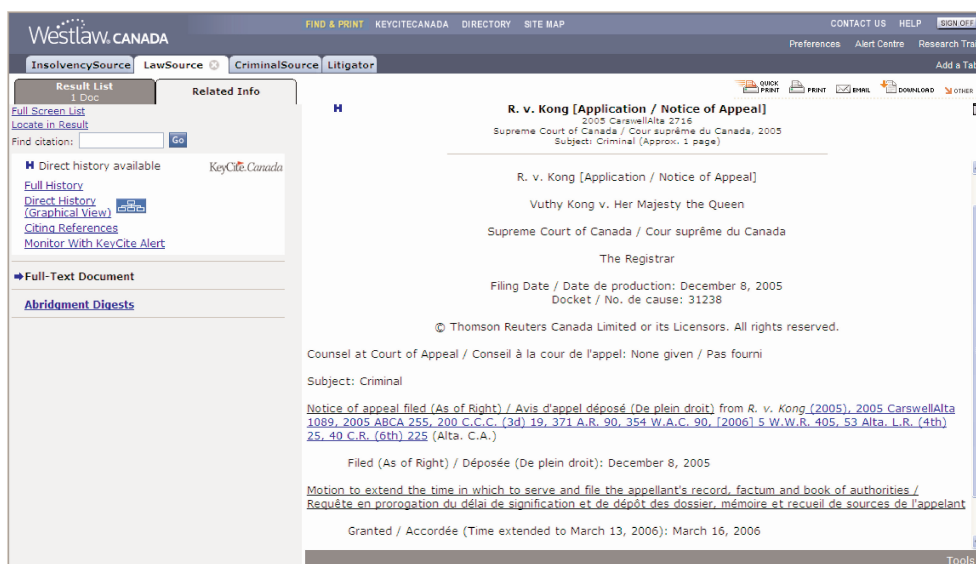 Westlaw. CANADA
FIND & PRINT KEYCITECANADA DIRECTORY SITE MAP
CONTACT US HELP SIGN OFF
Preferences Alert Centre Research Trai
InsolvencySource LawSource CriminalSource Litigator
Add a Tab
Result List
1 Doc
Related Info
QUICK PRINT PRINT EMAIL DOWNLOAD OTHER
Full Screen List
Locate in Result
Find citation: Go
H Direct history available KeyCite.Canada
Full History
Direct History
(Graphical View)
Citing References
Monitor With KeyCite Alert
Full-Text Document
Abridgment Digests
H R. v. Kong [Application / Notice of Appeal]
2005 CarswellAlta 2716
Supreme Court of Canada / Cour suprême du Canada, 2005
Subject: Criminal (Approx. 1 page)
R. v. Kong [Application / Notice of Appeal]
Vuthy Kong v. Her Majesty the Queen
Supreme Court of Canada / Cour suprême du Canada
The Registrar
Filing Date / Date de production: December 8, 2005
Docket / No. de cause: 31238
© Thomson Reuters Canada Limited or its Licensors. All rights reserved.
Counsel at Court of Appeal / Conseil à la cour de l'appel: None given / Pas fourni
Subject: Criminal
Notice of appeal filed (As of Right) / Avis d'appel déposé (De plein droit) from R. v. Kong (2005), 2005 CarswellAlta
1089, 2005 ABCA 255, 200 C.C.C. (3d) 19, 371 A.R. 90, 354 W.A.C. 90, [2006] 5 W.W.R. 405, 53 Alta. L.R. (4th)
25, 40 C.R. (6th) 225 (Alta. C.A.)
Filed (As of Right) / Déposée (De plein droit): December 8, 2005
Motion to extend the time in which to serve and file the appellant's record, factum and book of authorities /
Requête en prorogation du délai de signification et de dépôt des dossier, mémoire et recueil de sources de l'appelant
Granted / Accordée (Time extended to March 13, 2006): March 16, 2006
Tools